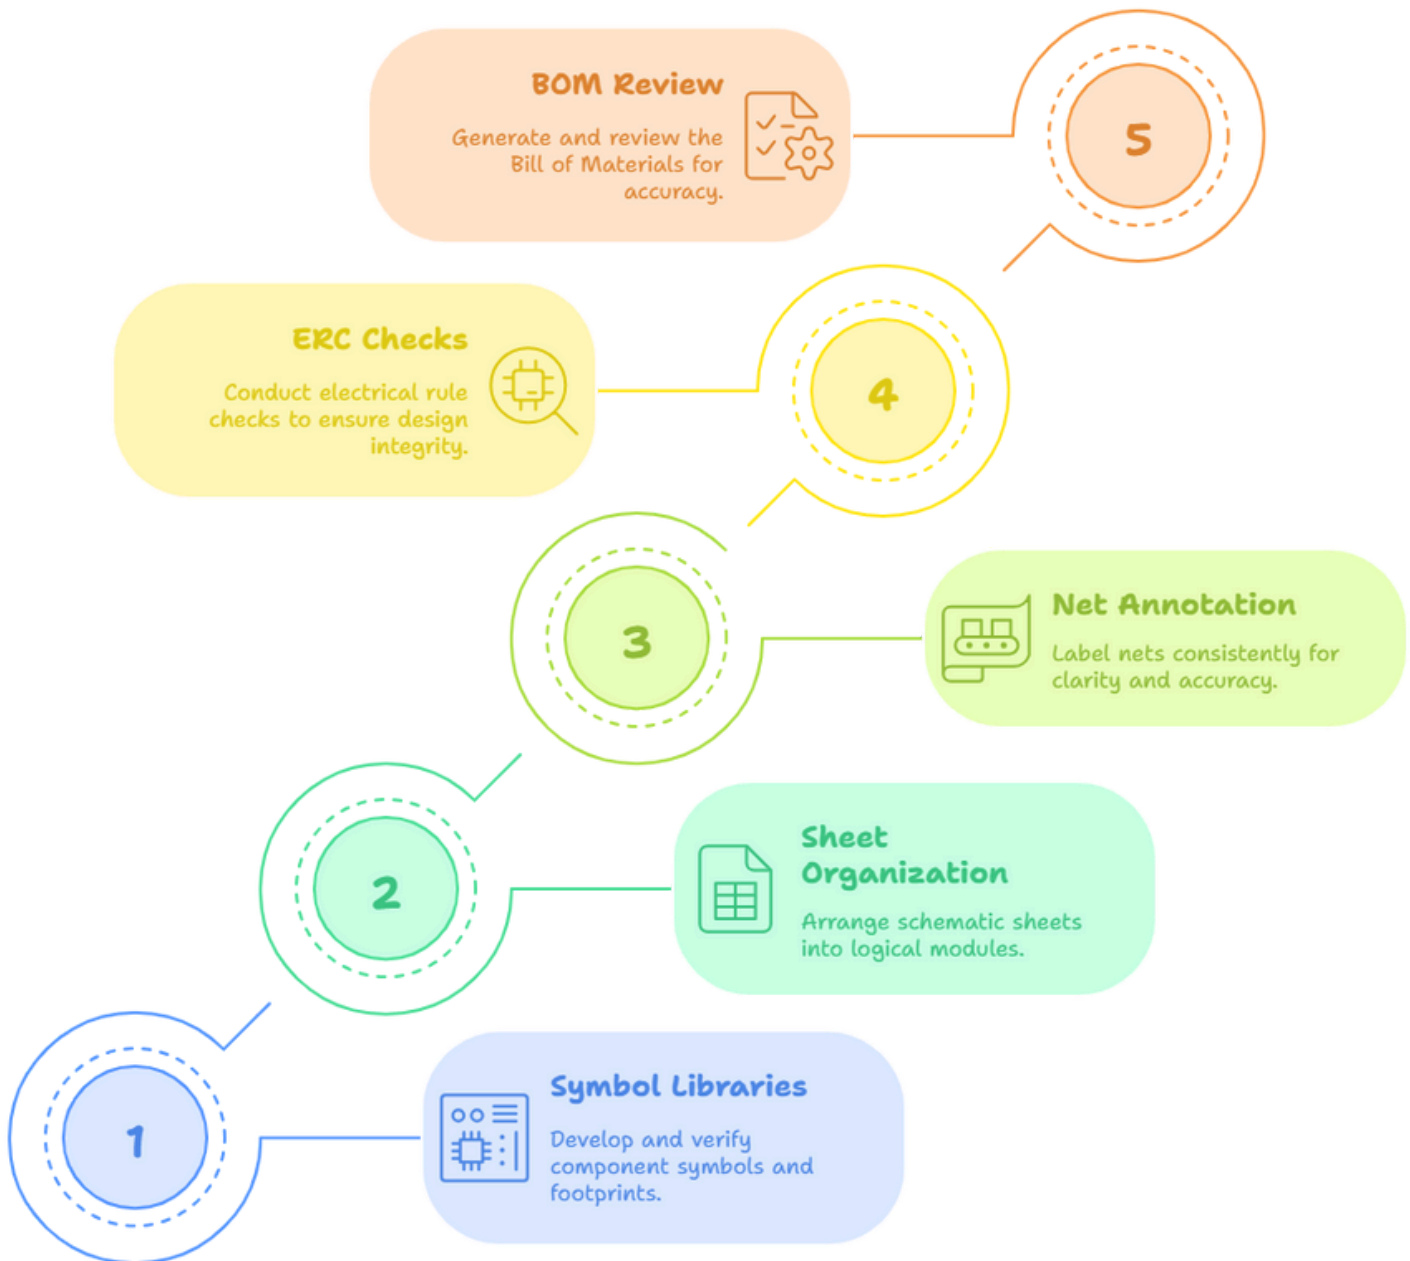 BOM Review
Generate and review the
Bill of Materials for
accuracy.
5
ERC Checks
Conduct electrical rule
checks to ensure design
integrity.
4
3
Net Annotation
Label nets consistently for
clarity and accuracy.
2
Sheet
Organization
Arrange schematic sheets
into logical modules.
1
Symbol Libraries
Develop and verify
component symbols and
footprints.